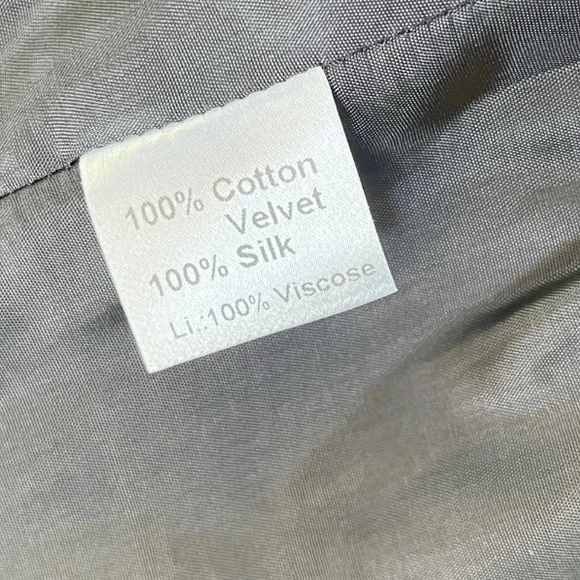 100% Cotton
Velvet
100% Silk
Li.:100% Viscose